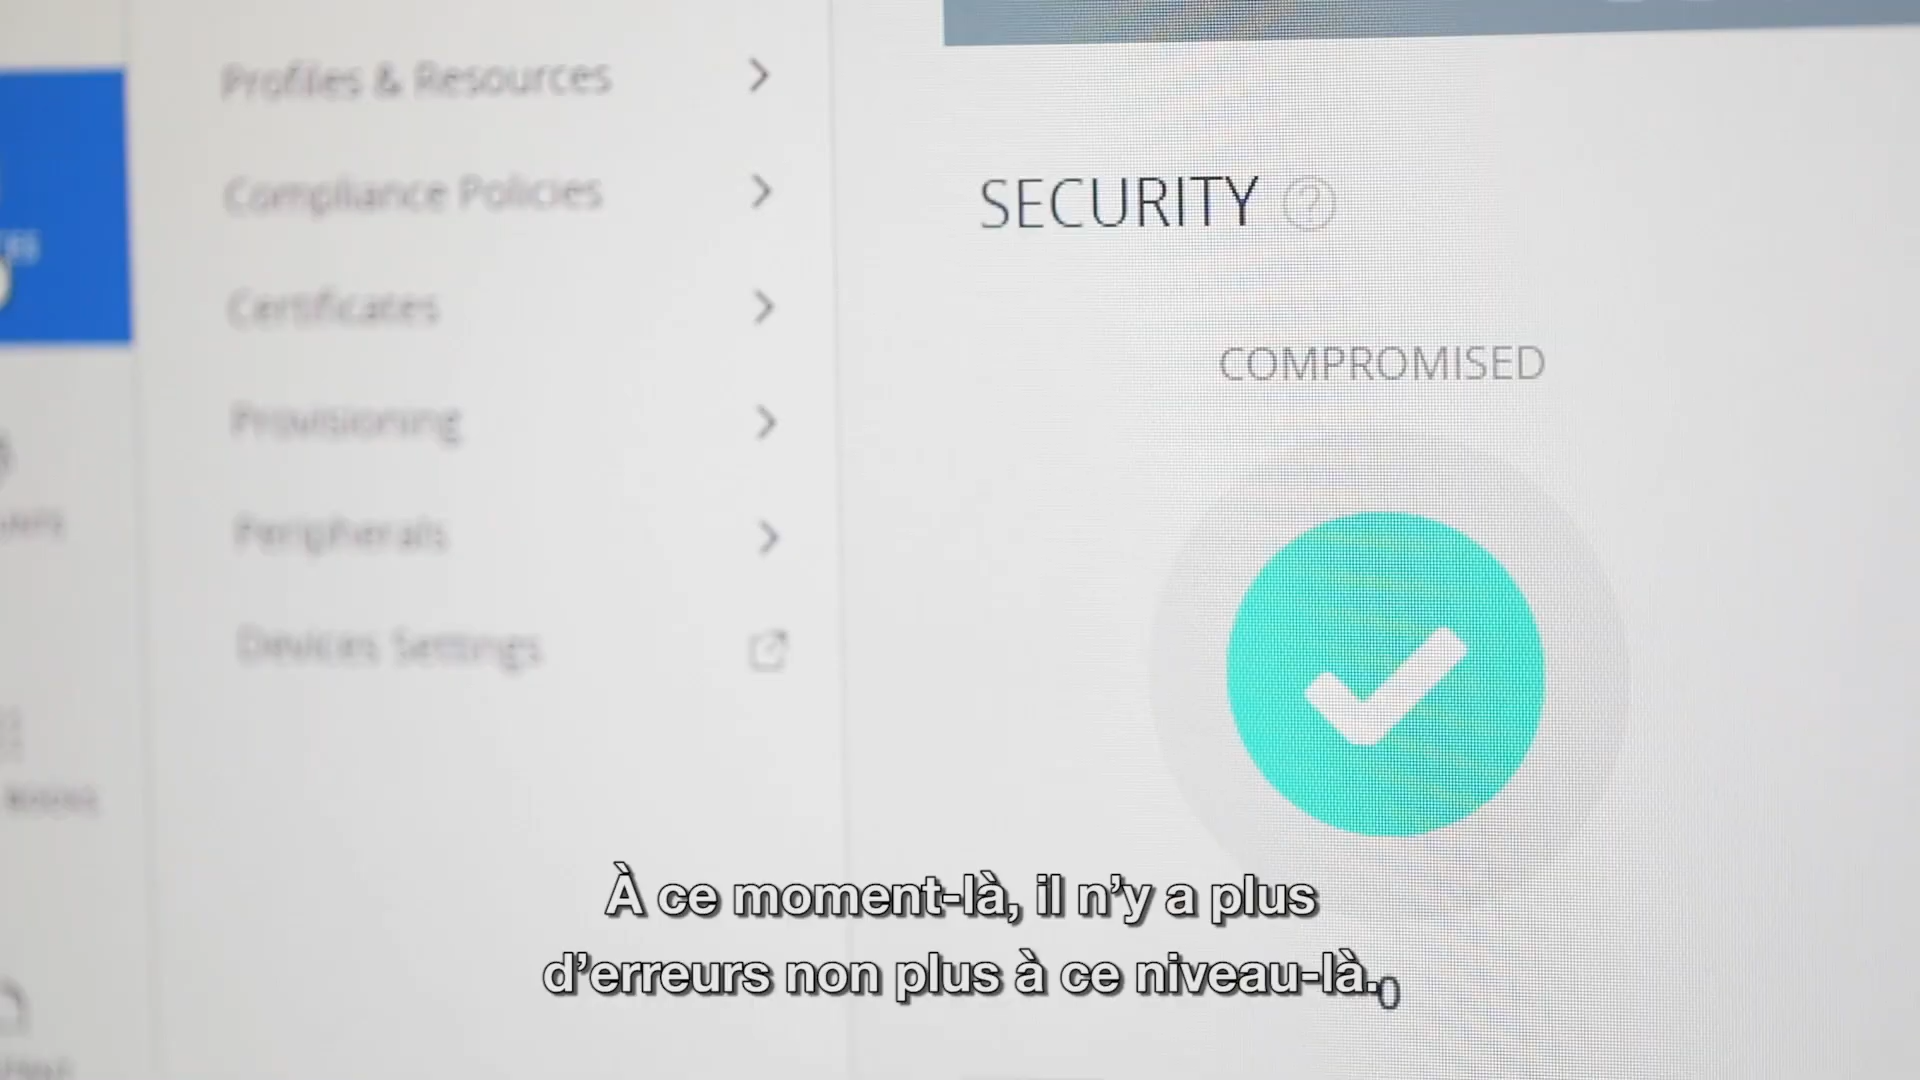 Profiles & Resources
Compliance Policies
Certificates
Provisioning
Peripherals
Devices Settings
SECURITY ?
COMPROMISED
0
À ce moment-là, il n’y a plus
d’erreurs non plus à ce niveau-là.